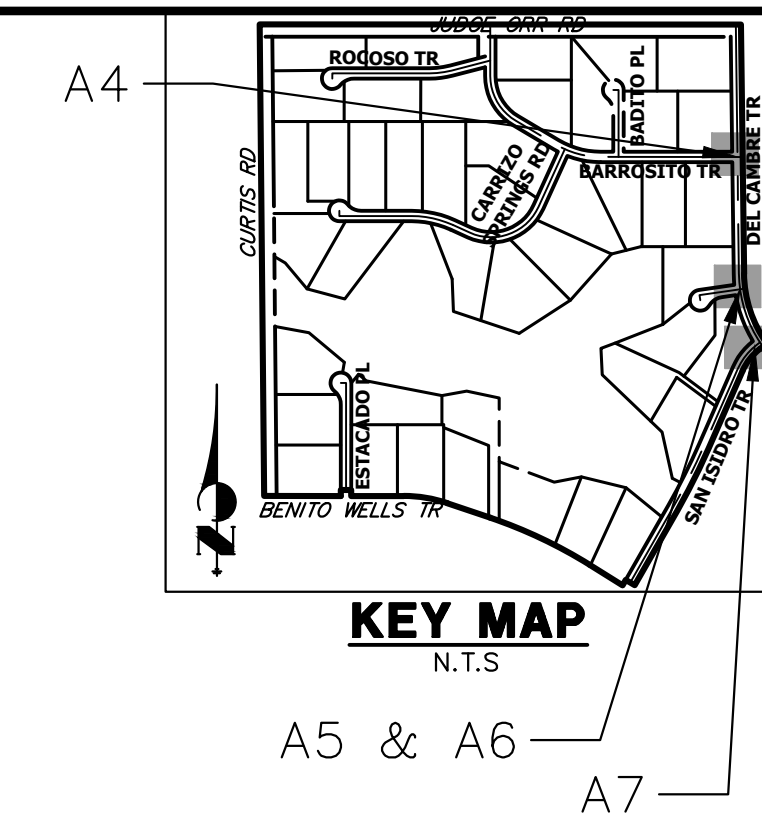 JUDGE ORR RD
ROCOSO TR
A4
BADITO PL
DEL CAMBRE TR
CARRIZO
SPRINGS RD
BARROSITO TR
CURTIS RD
ESTACADO PL
SAN ISIDRO TR
BENITO WELLS TR
N
KEY MAP
N.T.S
A5 & A6
A7